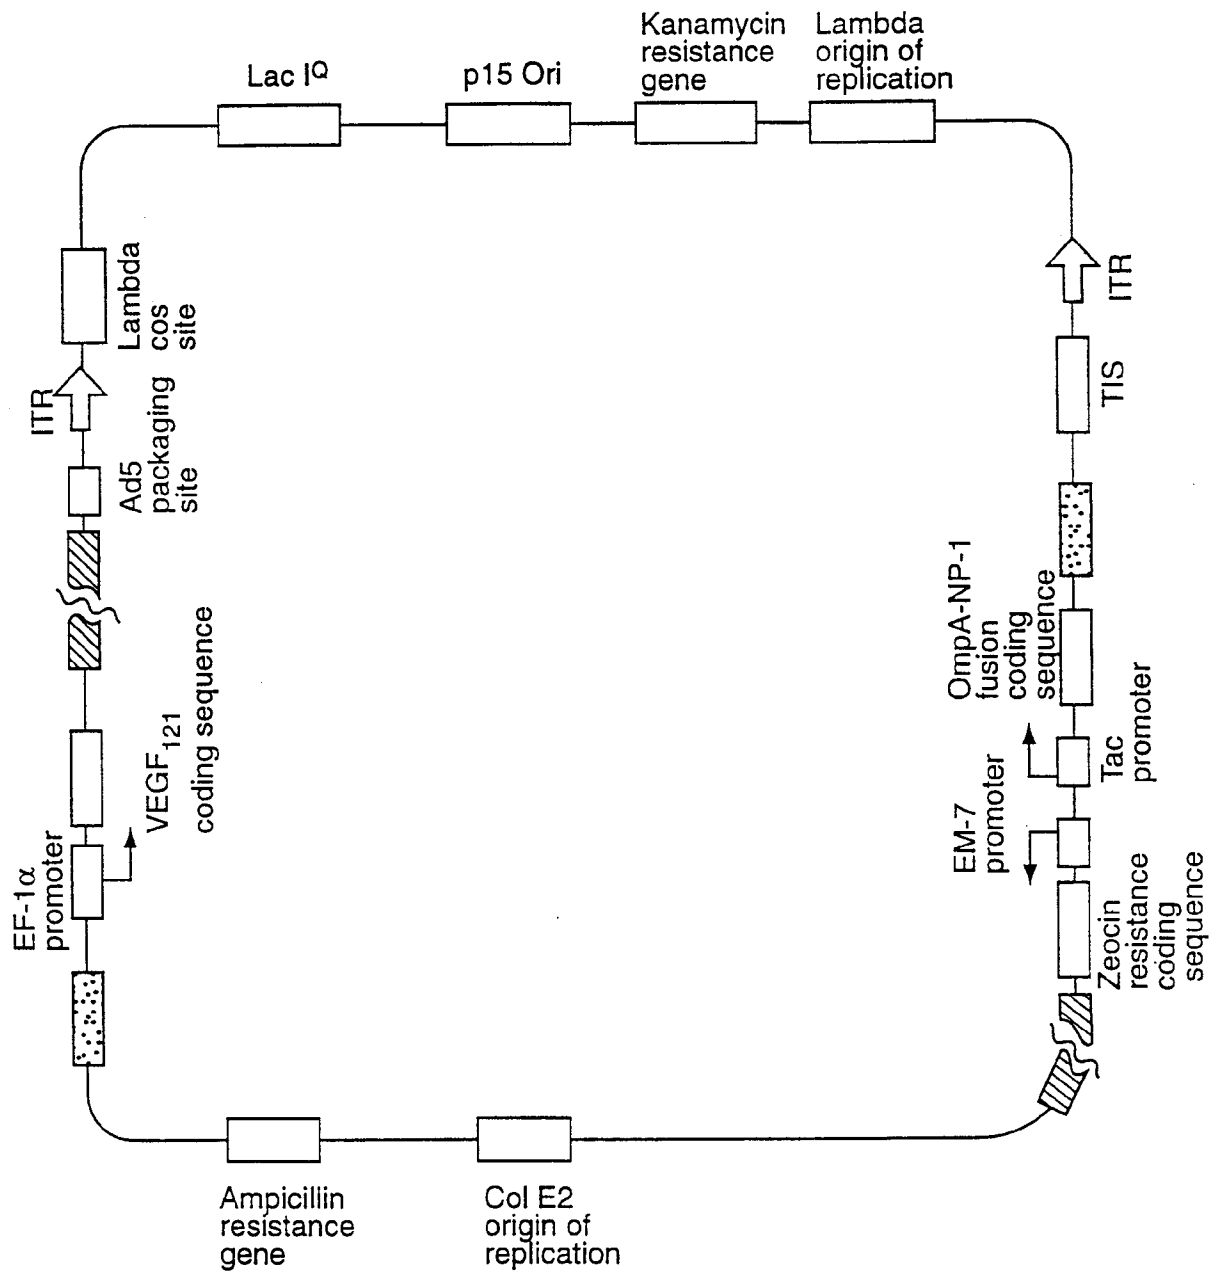 Lac I^Q
p15 Ori
Kanamycin
resistance
gene
Lambda
origin of
replication
Lambda
cos
site
ITR
Ad5
packaging
site
VEGF121
coding sequence
EF-1α
promoter
Ampicillin
resistance
gene
Col E2
origin of
replication
ITR
TIS
OmpA-NP-1
fusion
coding
sequence
Tac
promoter
EM-7
promoter
Zeocin
resistance
coding
sequence